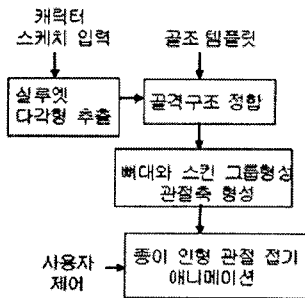 캐릭터
스케치 입력
골조 템플릿
실루엣
다각형 추출
골격구조 정합
뼈대와 스킨 그룹형성
관절축 형성
사용자
제어
종이 인형 관절 접기
애니메이션